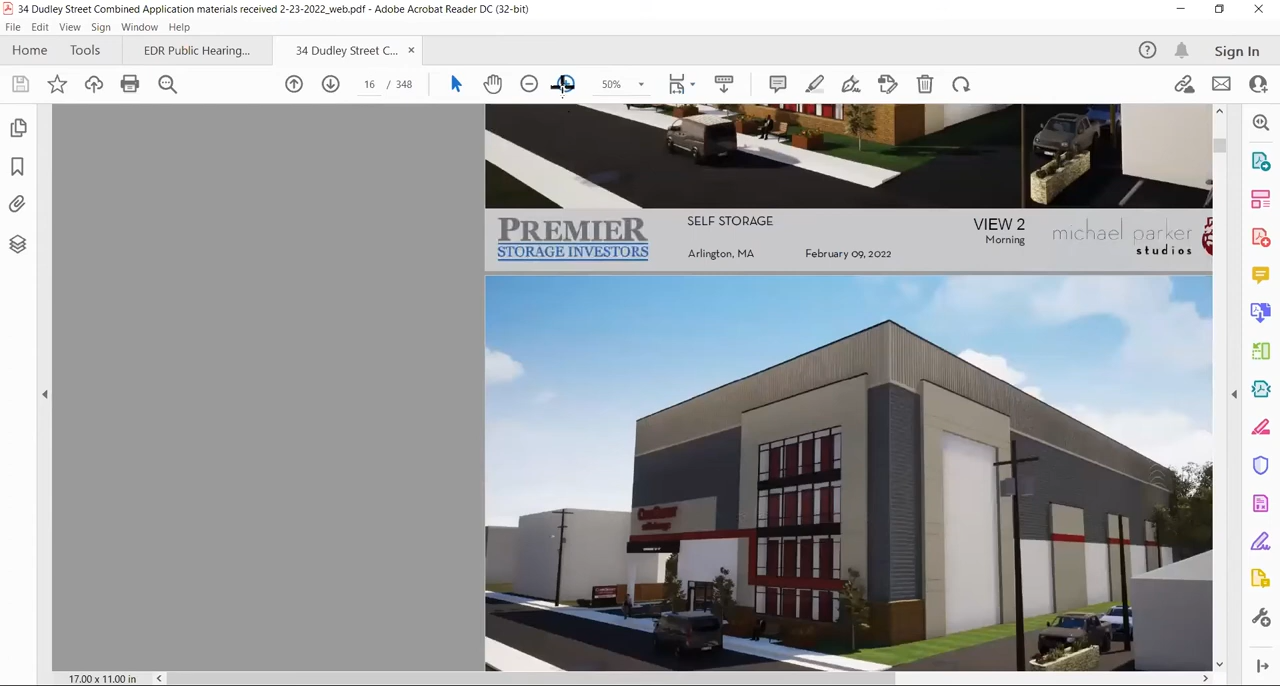 34 Dudley Street Combined Application materials received 2-23-2022_web.pdf - Adobe Acrobat Reader DC (32-bit)
File Edit View Sign Window Help
Home Tools EDR Public Hearing... 34 Dudley Street C... × Sign In
16 / 348 50%
PREMIER
STORAGE INVESTORS
SELF STORAGE
Arlington, MA February 09, 2022
VIEW 2
Morning
michael parker
studios
17.00 x 11.00 in